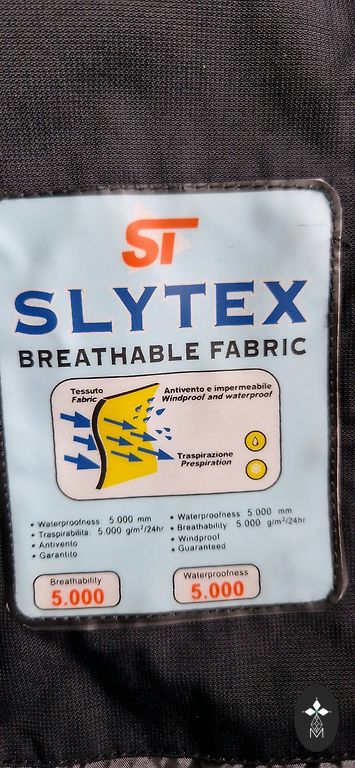 ST
SLYTEX
BREATHABLE FABRIC
Tessuto
Fabric
Antivento e impermeabile
Windproof and waterproof
Traspirazione
Prespiration
• Waterproofness: 5.000 mm
• Traspirabilità: 5.000 g/m²/24hr
• Antivento
• Garantito
• Waterproofness: 5.000 mm
• Breathability: 5.000 g/m²/24hr
• Windproof
• Guaranteed
Breathability
5.000
Waterproofness
5.000
M